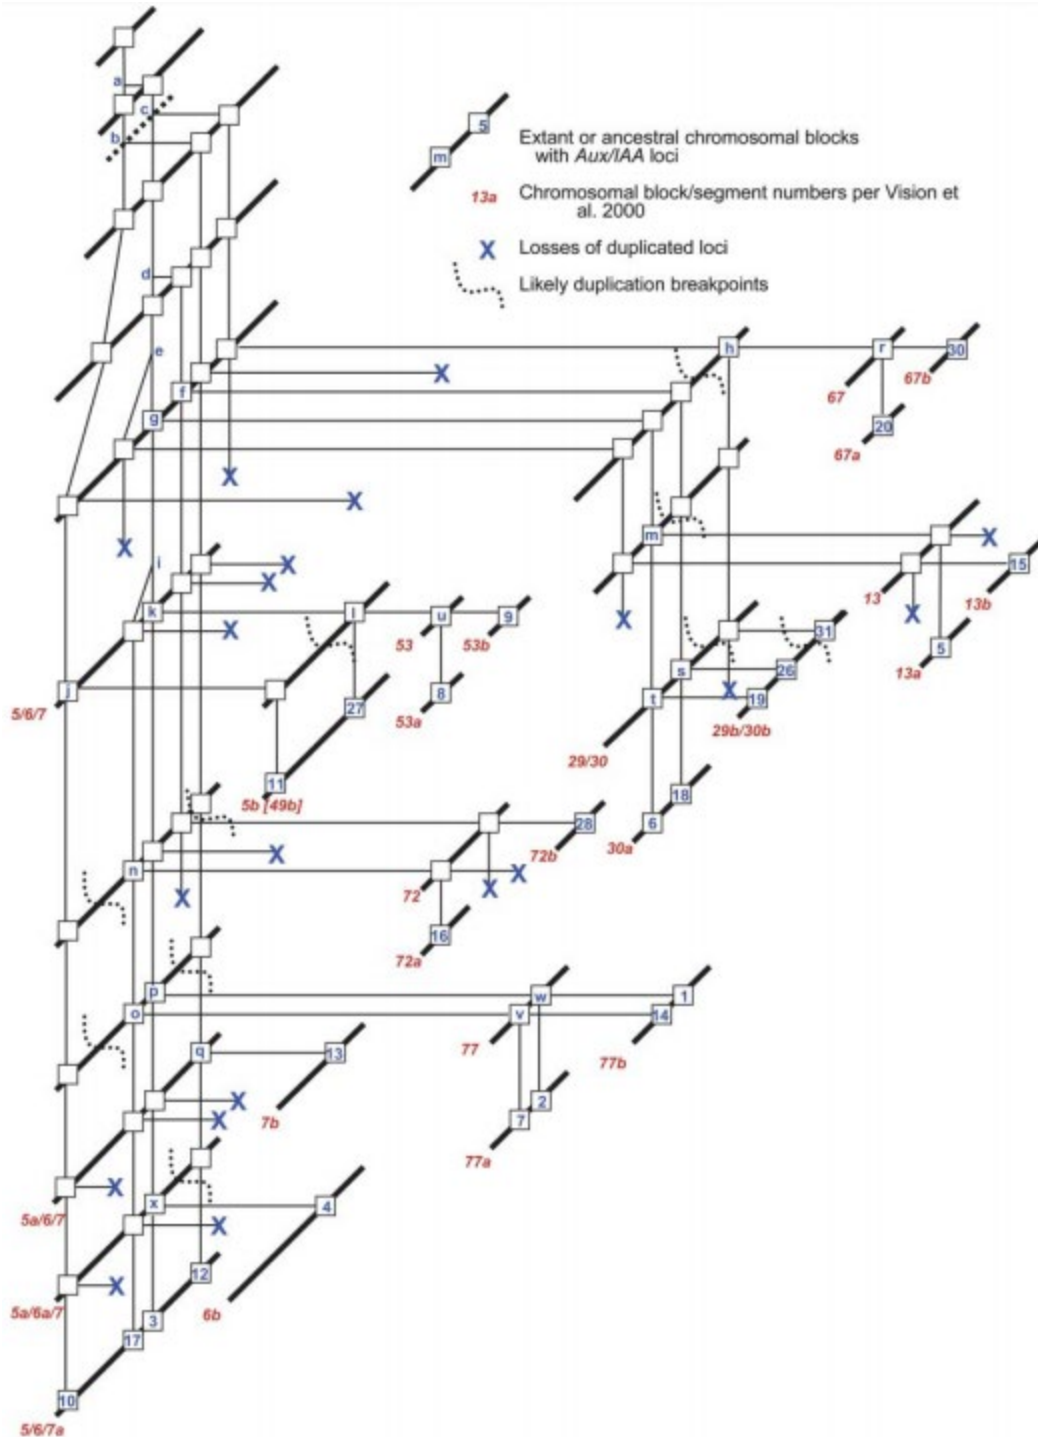 a
c
b
5
m
Extant or ancestral chromosomal blocks
with Aux/IAA loci
13a
Chromosomal block/segment numbers per Vision et
al. 2000
X
Losses of duplicated loci
Likely duplication breakpoints
d
e
h
r
30
X
67b
f
67
g
20
67a
X
X
m
X
X
i
X
15
X
13
13b
k
l
u
9
X
X
X
31
53
53b
5
13a
s
26
j
8
X
t
19
5/6/7
27
53a
29b/30b
29/30
11
18
5b [49b]
28
6
72b
30a
X
n
X
72
X
X
16
72a
p
w
1
o
v
14
q
13
77
77b
X
2
7b
X
7
77a
X
x
4
5a/6/7
X
12
X
5a/6a/7
6b
3
17
10
5/6/7a